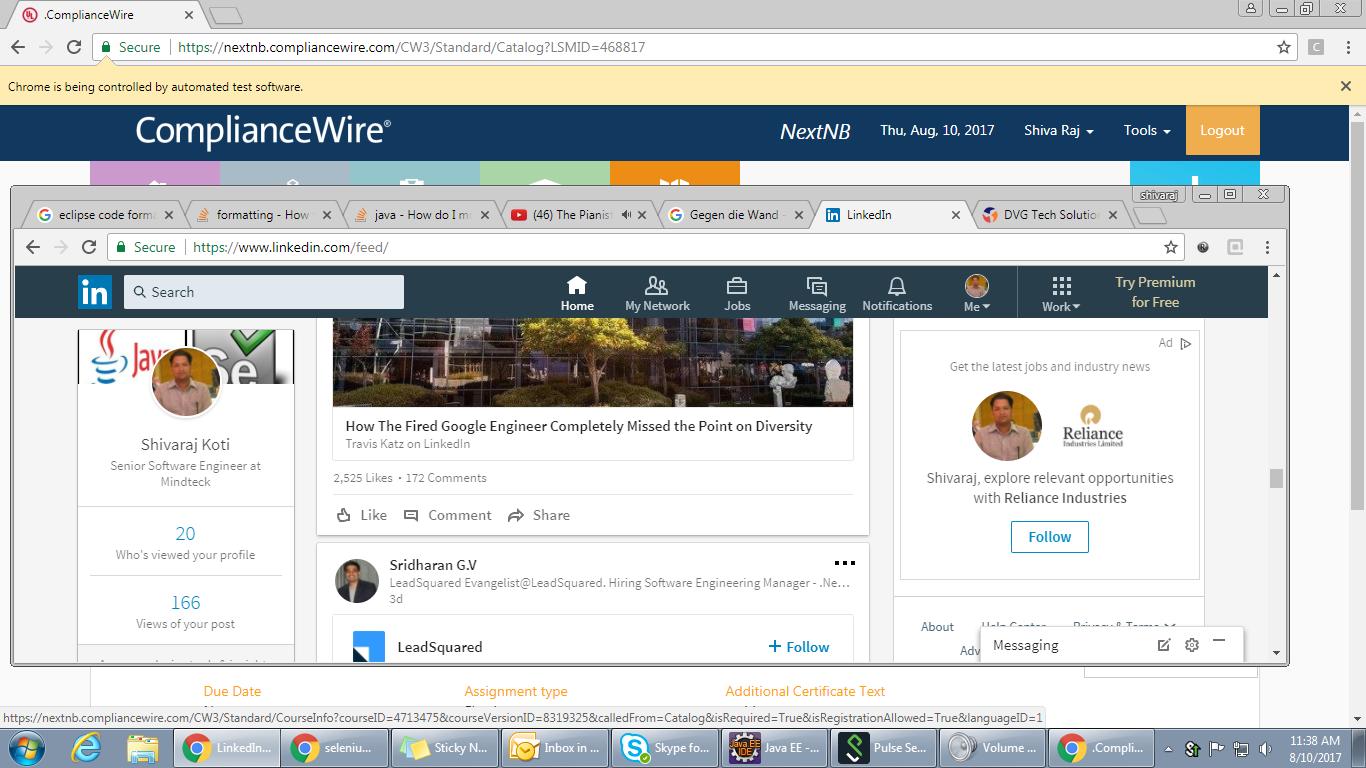 .ComplianceWire
Secure
https://nextnb.compliancewire.com/CW3/Standard/Catalog?LSMID=468817
Chrome is being controlled by automated test software.
ComplianceWire®
NextNB
Thu, Aug, 10, 2017
Shiva Raj
Tools
Logout
shivaraj
eclipse code forma
formatting - How
java - How do I m
(46) The Pianist
Gegen die Wand -
LinkedIn
DVG Tech Solutio
Secure
https://www.linkedin.com/feed/
in
Search
Home
My Network
Jobs
Messaging
Notifications
Me
Work
Try Premium
for Free
Java
Se
Shivaraj Koti
Senior Software Engineer at
Mindteck
20
Who's viewed your profile
166
Views of your post
How The Fired Google Engineer Completely Missed the Point on Diversity
Travis Katz on LinkedIn
2,525 Likes • 172 Comments
Like
Comment
Share
Sridharan G.V
LeadSquared Evangelist@LeadSquared. Hiring Software Engineering Manager - .Ne…
3d
LeadSquared
+ Follow
Ad
Get the latest jobs and industry news
Reliance
Industries Limited
Shivaraj, explore relevant opportunities
with Reliance Industries
Follow
About
Help Center
Privacy & Terms
Adv
Messaging
Due Date
Assignment type
Additional Certificate Text
https://nextnb.compliancewire.com/CW3/Standard/CourseInfo?courseID=4713475&courseVersionID=8319325&calledFrom=Catalog&isRequired=True&isRegistrationAllowed=True&languageID=1
LinkedIn...
seleniu...
Sticky N...
Inbox in ...
Skype fo...
Java EE -...
Pulse Se...
Volume ...
.Compli...
11:38 AM
8/10/2017